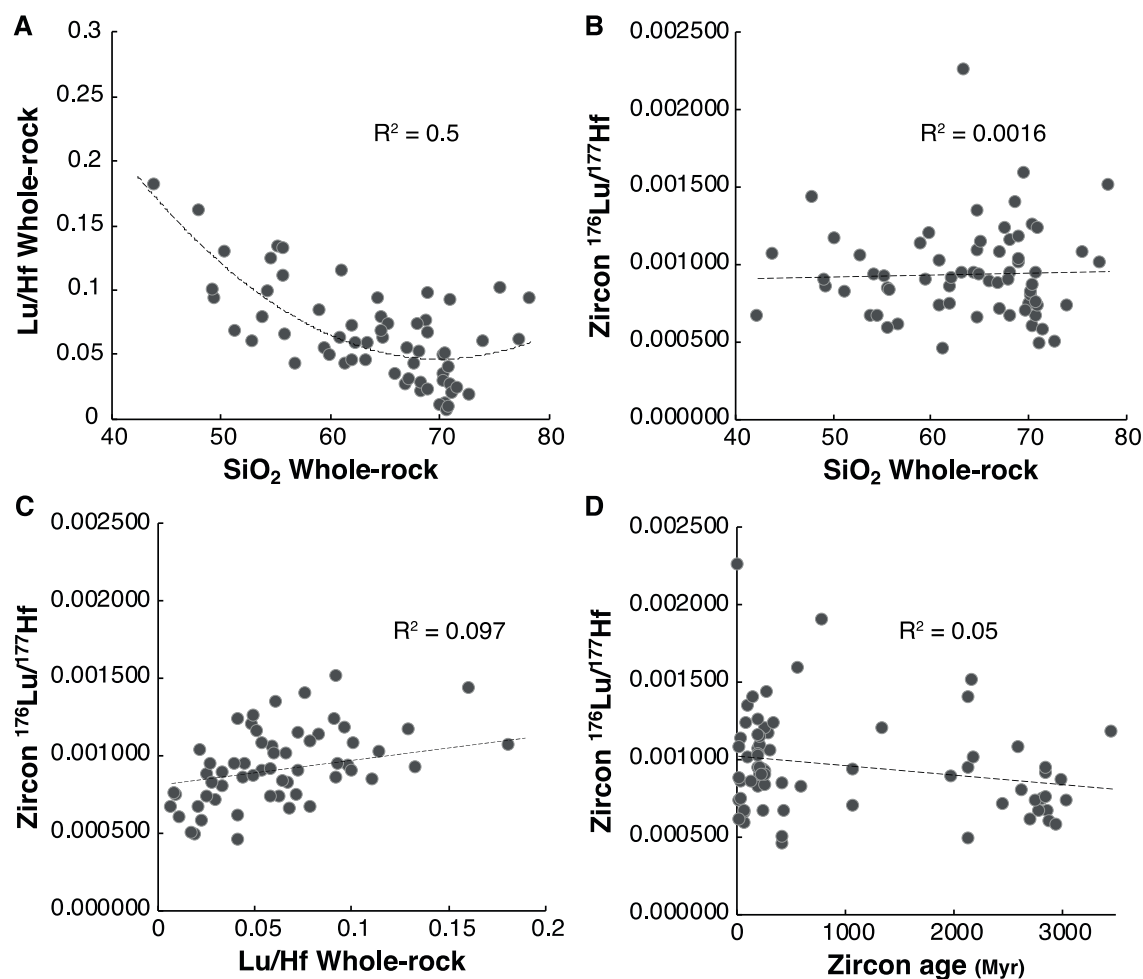 A
0.3
0.25
0.2
0.15
0.1
0.05
0
Lu/Hf Whole-rock
R² = 0.5
40 50 60 70 80
SiO₂ Whole-rock
B
0.002500
0.002000
0.001500
0.001000
0.000500
0.000000
Zircon ¹⁷⁶Lu/¹⁷⁷Hf
R² = 0.0016
40 50 60 70 80
SiO₂ Whole-rock
C
0.002500
0.002000
0.001500
0.001000
0.000500
0.000000
Zircon ¹⁷⁶Lu/¹⁷⁷Hf
R² = 0.097
0 0.05 0.1 0.15 0.2
Lu/Hf Whole-rock
D
0.002500
0.002000
0.001500
0.001000
0.000500
0.000000
Zircon ¹⁷⁶Lu/¹⁷⁷Hf
R² = 0.05
0 1000 2000 3000
Zircon age (Myr)